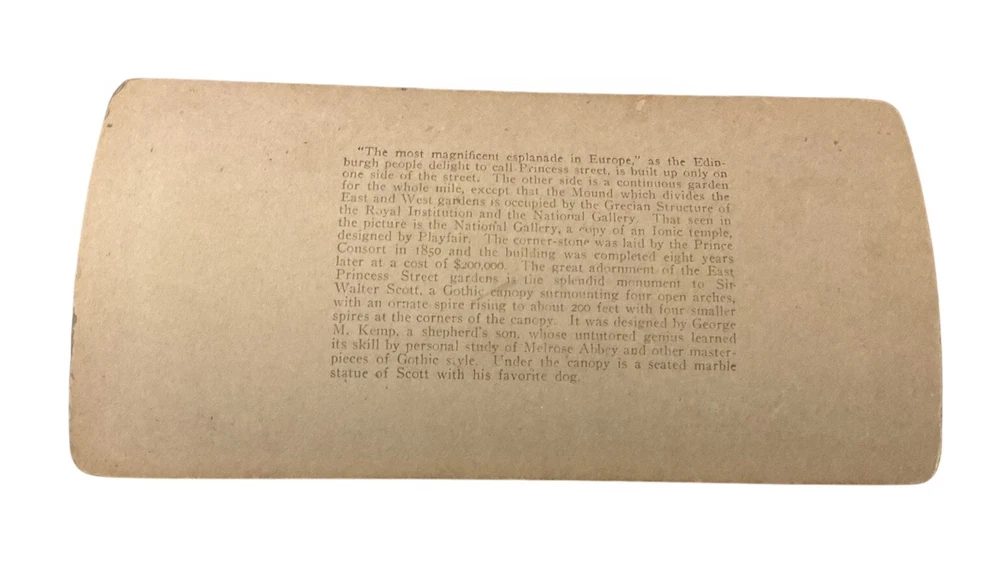 "The most magnificent esplanade in Europe," as the Edin-
burgh people delight to call Princess street, is built up only on
one side of the street. The other side is a continuous garden
for the whole mile, except that the Mound which divides the
East and West gardens is occupied by the Grecian Structure of
the Royal Institution and the National Gallery. That seen in
the picture is the National Gallery, a copy of an Ionic temple,
designed by Playfair. The corner-stone was laid by the Prince
Consort in 1850 and the building was completed eight years
later at a cost of $200,000. The great adornment of the East
Princess Street gardens is the splendid monument to Sir
Walter Scott, a Gothic canopy surmounting four open arches,
with an ornate spire rising to about 200 feet with four smaller
spires at the corners of the canopy. It was designed by George
M. Kemp, a shepherd's son, whose untutored genius learned
its skill by personal study of Melrose Abbey and other master-
pieces of Gothic style. Under the canopy is a seated marble
statue of Scott with his favorite dog.